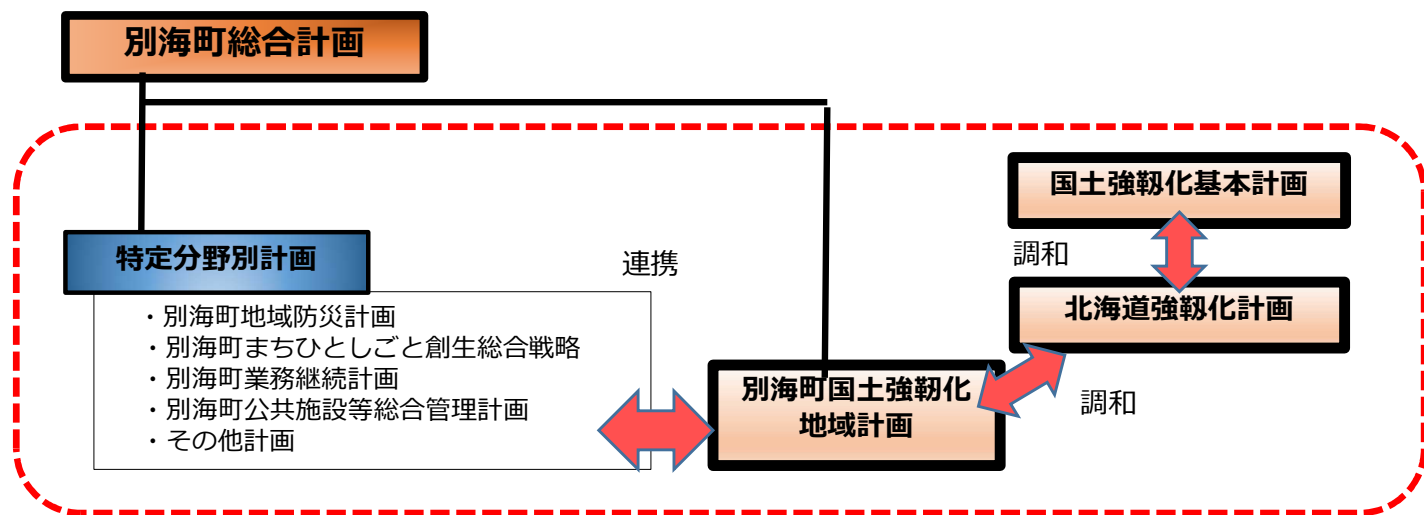 別海町総合計画
国土強靱化基本計画
特定分野別計画
連携
調和
・別海町地域防災計画
・別海町まちひとしごと創生総合戦略
・別海町業務継続計画
・別海町公共施設等総合管理計画
・その他計画
北海道強靱化計画
別海町国土強靱化
地域計画
調和